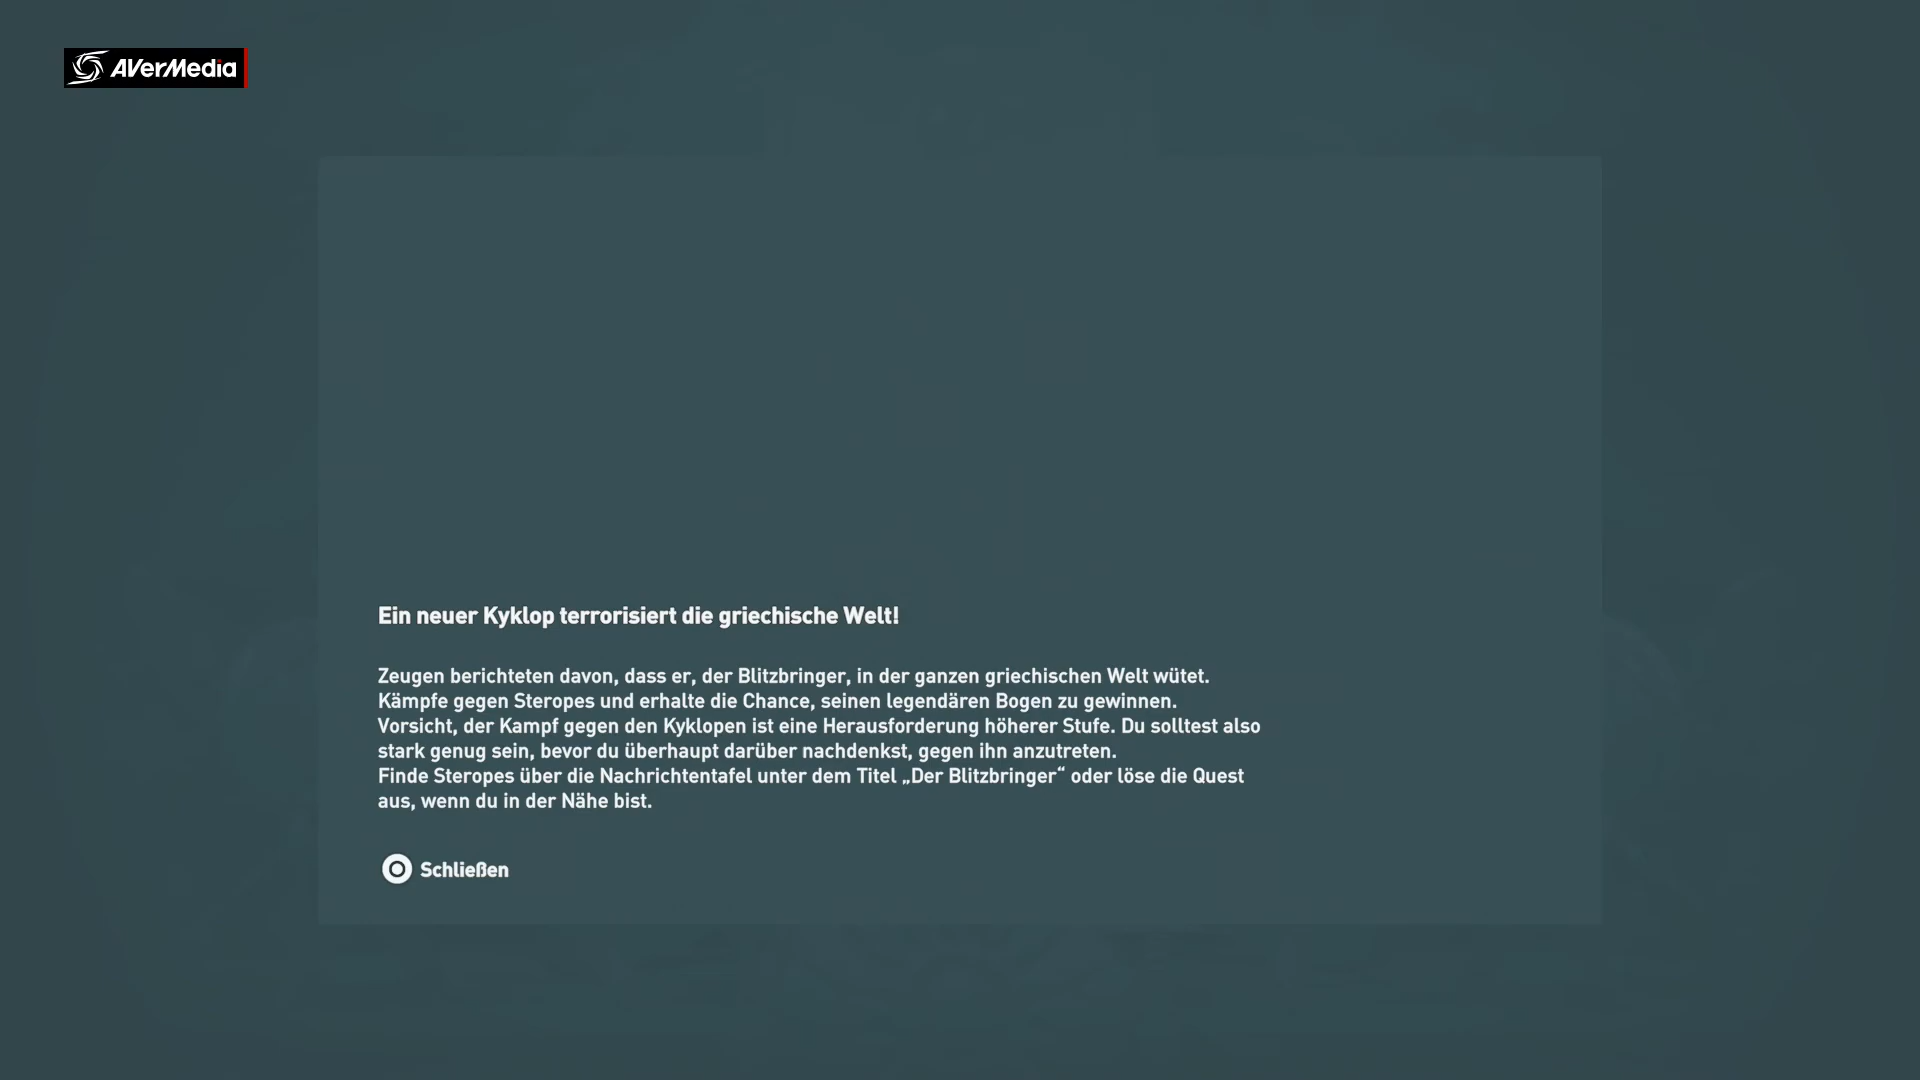 AVerMedia
Ein neuer Kyklop terrorisiert die griechische Welt!
Zeugen berichteten davon, dass er, der Blitzbringer, in der ganzen griechischen Welt wütet.
Kämpfe gegen Steropes und erhalte die Chance, seinen legendären Bogen zu gewinnen.
Vorsicht, der Kampf gegen den Kyklopen ist eine Herausforderung höherer Stufe. Du solltest also
stark genug sein, bevor du überhaupt darüber nachdenkst, gegen ihn anzutreten.
Finde Steropes über die Nachrichtentafel unter dem Titel „Der Blitzbringer“ oder löse die Quest
aus, wenn du in der Nähe bist.
Schließen